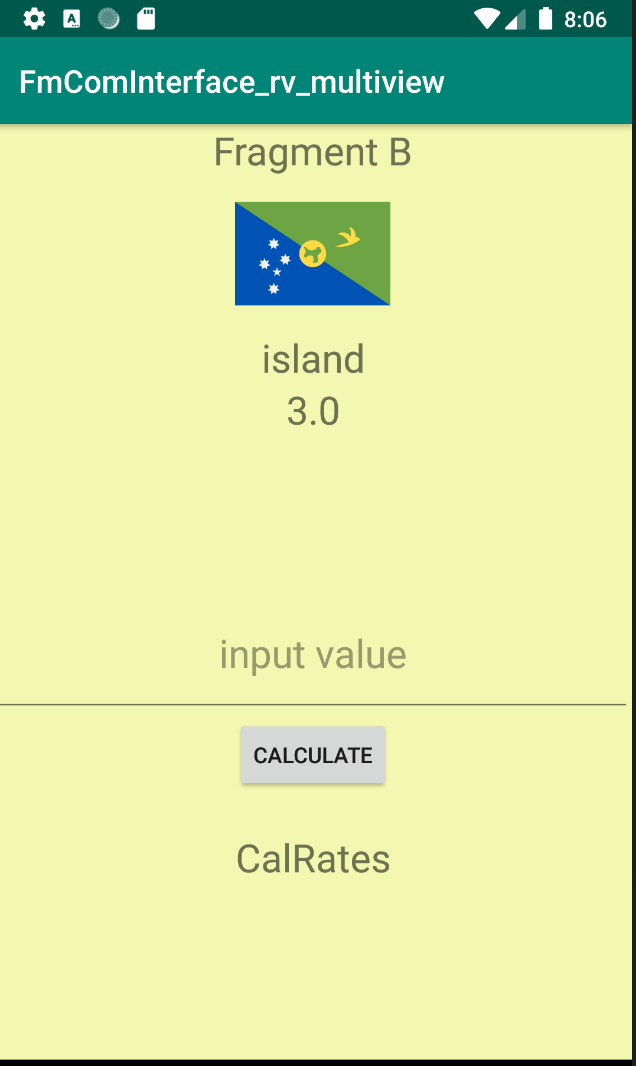 8:06
FmComInterface_rv_multiview
Fragment B
island
3.0
input value
CALCULATE
CalRates